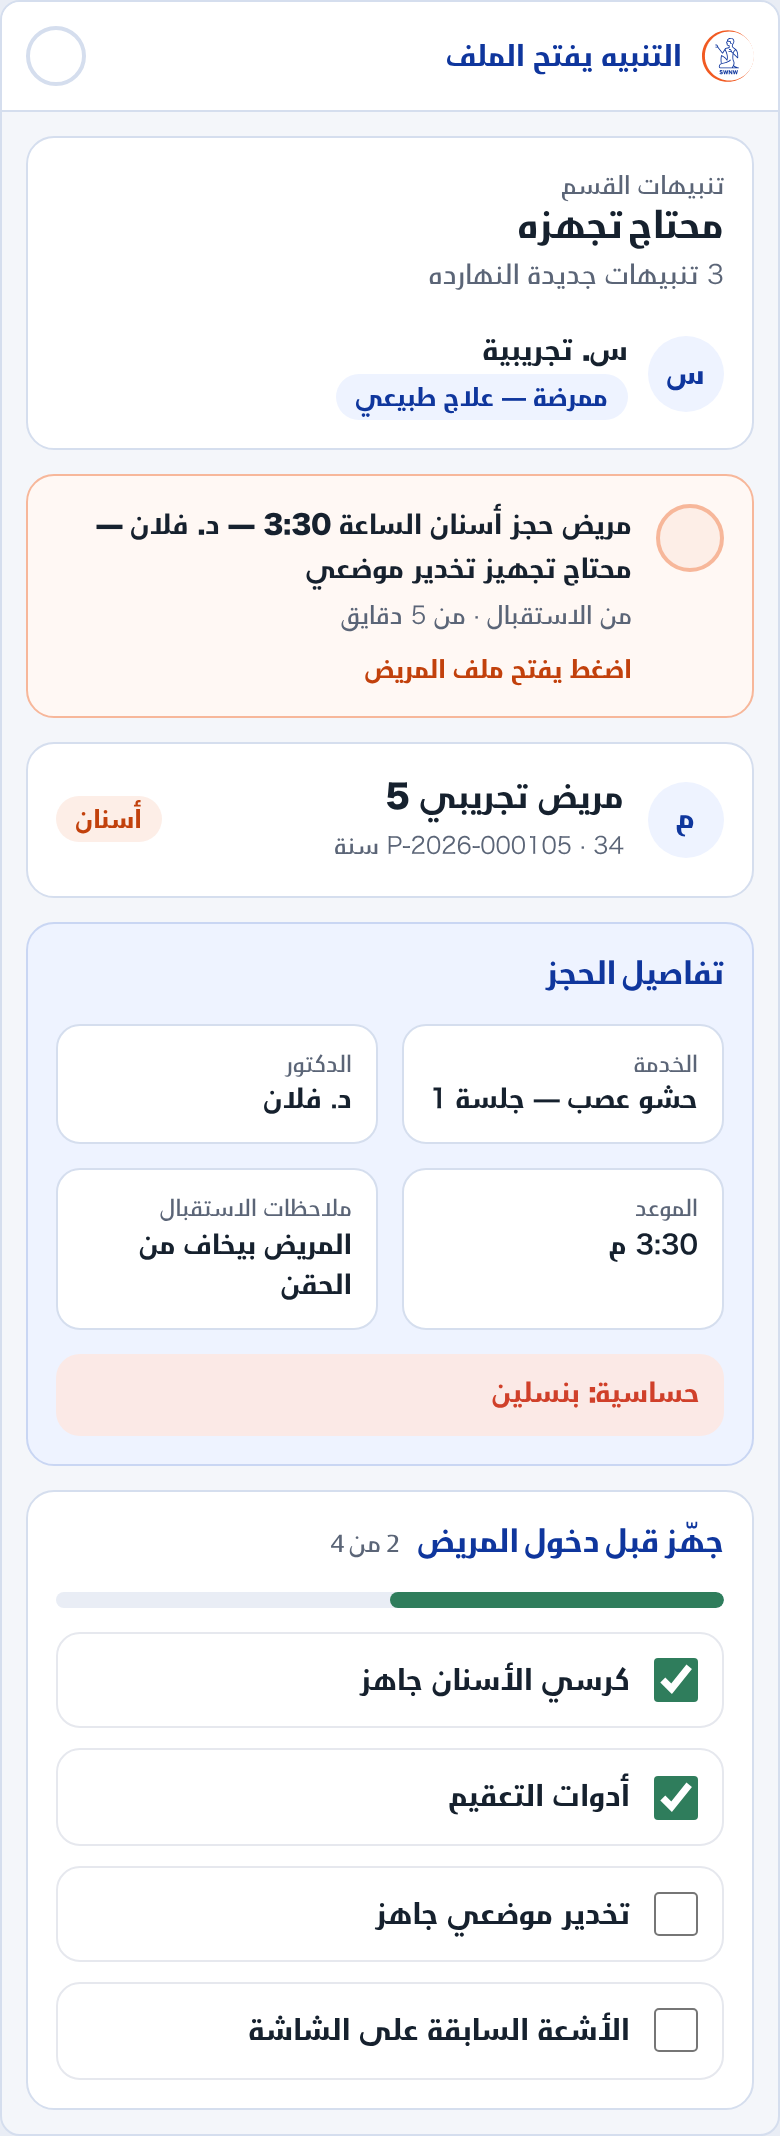 SWNW
التنبيه يفتح الملف
تنبيهات القسم
محتاج تجهزه
3 تنبيهات جديدة النهارده
س
س. تجريبية
ممرضة — علاج طبيعي
مريض حجز أسنان الساعة 3:30 — د. فلان —
محتاج تجهيز تخدير موضعي
من الاستقبال · من 5 دقايق
اضغط يفتح ملف المريض
م
مريض تجريبي 5
P-2026-000105 · 34 سنة
أسنان
تفاصيل الحجز
الخدمة
حشو عصب — جلسة 1
الدكتور
د. فلان
الموعد
3:30 م
ملاحظات الاستقبال
المريض بيخاف من
الحقن
حساسية: بنسلين
جهّز قبل دخول المريض 2 من 4
كرسي الأسنان جاهز
أدوات التعقيم
تخدير موضعي جاهز
الأشعة السابقة على الشاشة